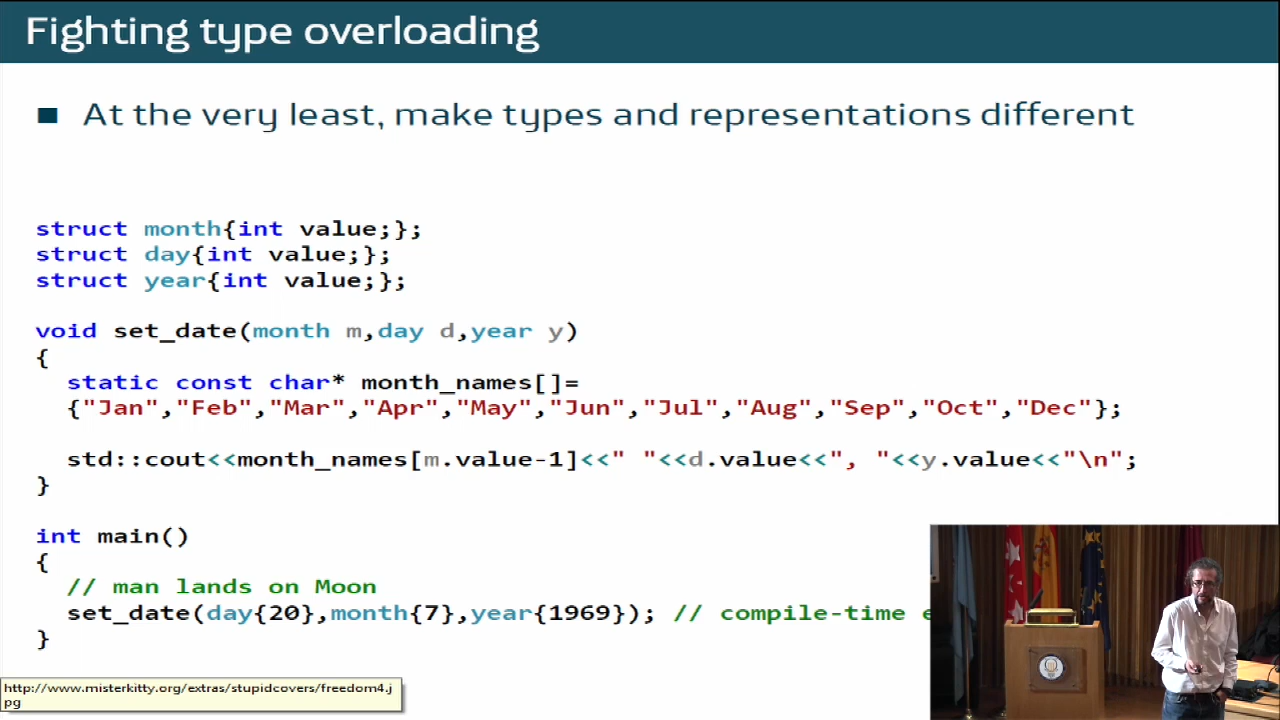 Fighting type overloading
At the very least, make types and representations different
struct month{int value;};
struct day{int value;};
struct year{int value;};
void set_date(month m,day d,year y)
{
static const char* month_names[]=
{"Jan","Feb","Mar","Apr","May","Jun","Jul","Aug","Sep","Oct","Dec"};
std::cout<<month_names[m.value-1]<<" "<<d.value<<", "<<y.value<<"\n";
}
int main()
{
// man lands on Moon
set_date(day{20},month{7},year{1969}); // compile-time
}
http://www.misterkitty.org/extras/stupidcovers/freedom4.j
pg